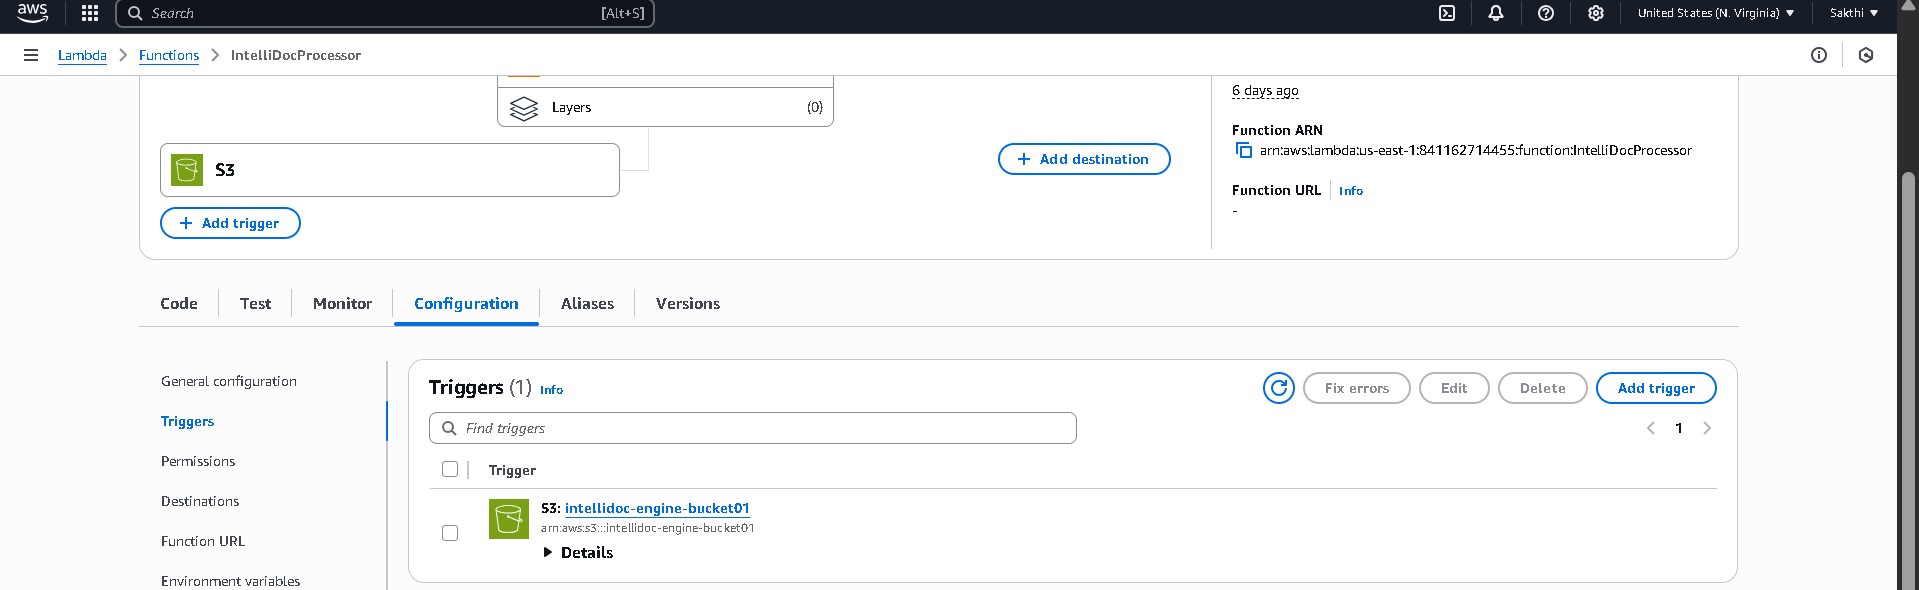 aws
Search [Alt+S]
United States (N. Virginia) ▼ Sakthi ▼
Lambda > Functions > IntelliDocProcessor
Layers (0)
6 days ago
Function ARN
arn:aws:lambda:us-east-1:841162714455:function:IntelliDocProcessor
Function URL Info
-
S3
+ Add destination
+ Add trigger
Code Test Monitor Configuration Aliases Versions
General configuration
Triggers
Permissions
Destinations
Function URL
Environment variables
Triggers (1) Info
Fix errors Edit Delete Add trigger
Find triggers
< 1 >
Trigger
S3: intellidoc-engine-bucket01
arn:aws:s3:::intellidoc-engine-bucket01
▶ Details